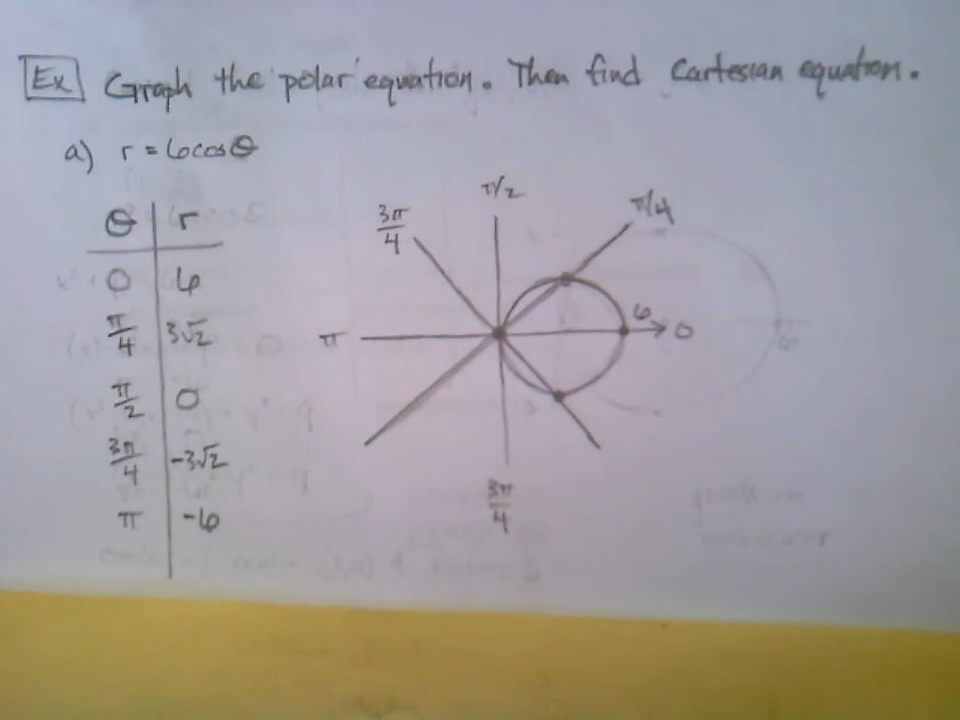 Ex Graph the polar equation. Then find Cartesian equation.
a) r = 6cosθ
θ r
0 6
π/4 3√2
π/2 0
3π/4 -3√2
π -6
π/2
3π/4
π/4
π
6
0
3π/4